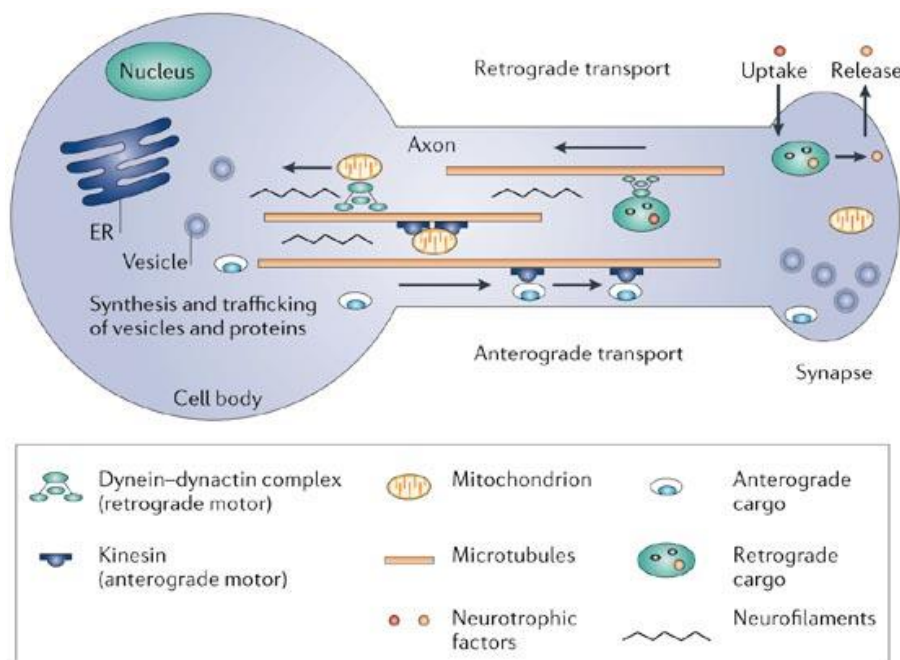 Nucleus
Retrograde transport
Uptake
Release
Axon
ER
Vesicle
Synthesis and trafficking
of vesicles and proteins
Anterograde transport
Synapse
Cell body
Dynein–dynactin complex
(retrograde motor)
Mitochondrion
Anterograde
cargo
Kinesin
(anterograde motor)
Microtubules
Retrograde
cargo
Neurotrophic
factors
Neurofilaments